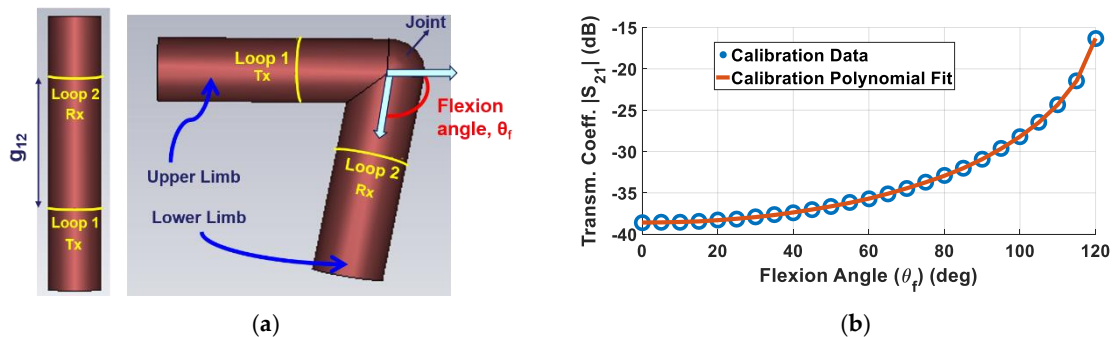 Loop 2
Rx
g12
Loop 1
Tx
Joint
Loop 1
Tx
Flexion
angle, θf
Upper Limb
Loop 2
Rx
Lower Limb
(a)
Transm. Coeff. |S21| (dB)
-15
-20
-25
-30
-35
-40
Calibration Data
Calibration Polynomial Fit
0 20 40 60 80 100 120
Flexion Angle (θf) (deg)
(b)